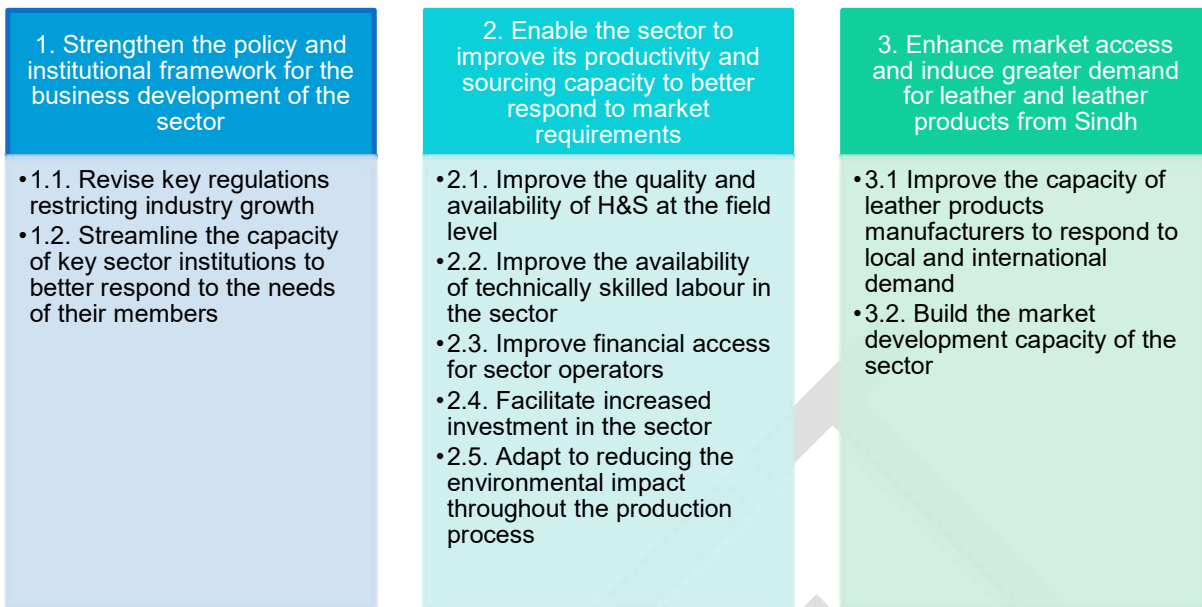 1. Strengthen the policy and
institutional framework for the
business development of the
sector
•1.1. Revise key regulations
restricting industry growth
•1.2. Streamline the capacity
of key sector institutions to
better respond to the needs
of their members
2. Enable the sector to
improve its productivity and
sourcing capacity to better
respond to market
requirements
•2.1. Improve the quality and
availability of H&S at the field
level
•2.2. Improve the availability
of technically skilled labour in
the sector
•2.3. Improve financial access
for sector operators
•2.4. Facilitate increased
investment in the sector
•2.5. Adapt to reducing the
environmental impact
throughout the production
process
3. Enhance market access
and induce greater demand
for leather and leather
products from Sindh
•3.1 Improve the capacity of
leather products
manufacturers to respond to
local and international
demand
•3.2. Build the market
development capacity of the
sector